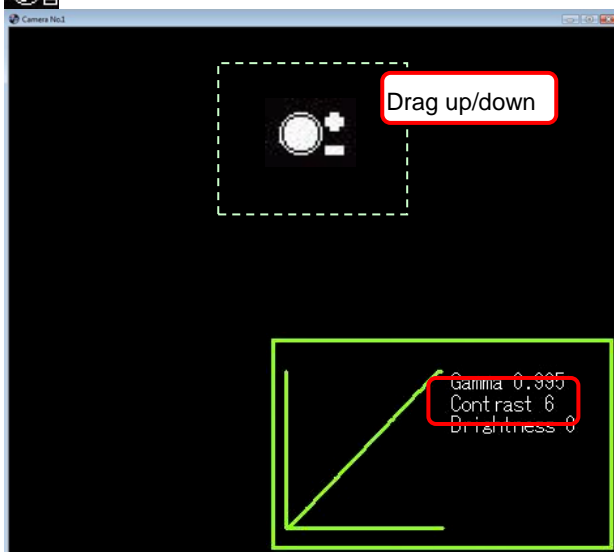 Camera No.1
Drag up/down
Gamma 0.995
Contrast 6
Brightness 0